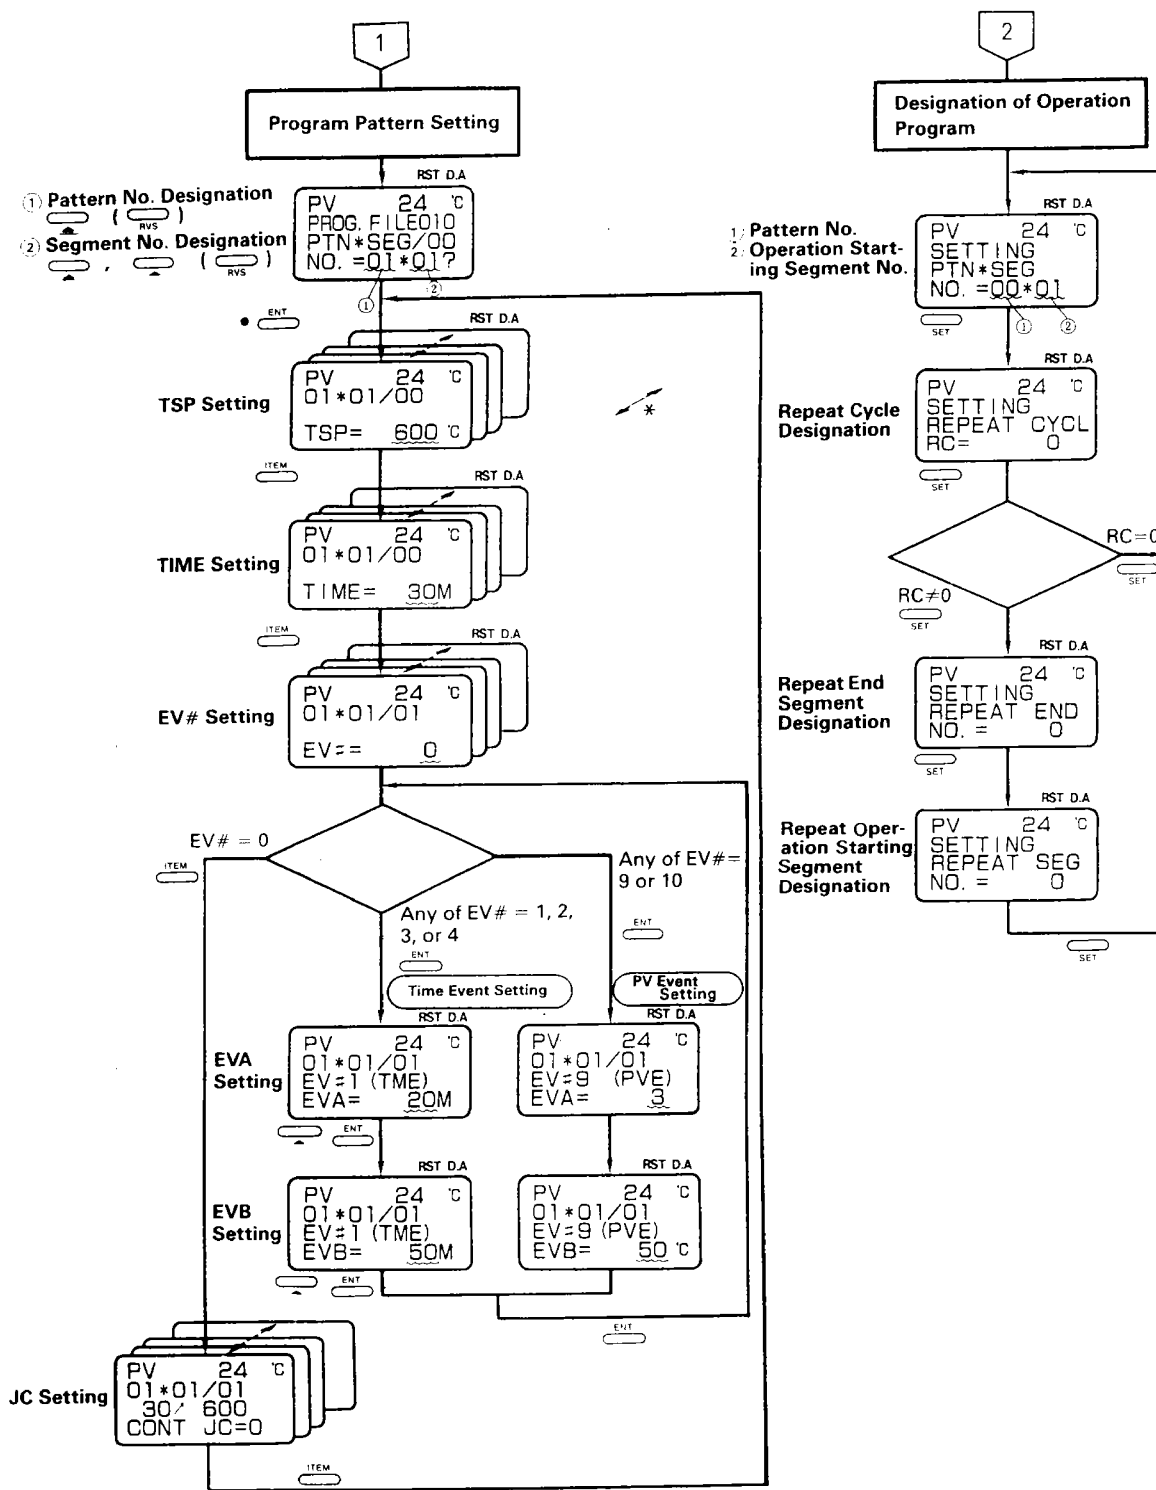 1
Program Pattern Setting
RST D.A
① Pattern No. Designation
( RVS )
② Segment No. Designation
, ( RVS )
PV 24 °C
PROG. FILE010
PTN*SEG/00
NO. =01*01?
① ②
• ENT
RST D.A
TSP Setting
PV 24 °C
01*01/00
TSP= 600 °C
*
ITEM
RST D.A
TIME Setting
PV 24 °C
01*01/00
TIME= 30M
ITEM
RST D.A
EV# Setting
PV 24 °C
01*01/01
EV#= 0
EV# = 0
ITEM
Any of EV# = 1, 2,
3, or 4
ENT
Any of EV#=
9 or 10
ENT
Time Event Setting
PV Event
Setting
RST D.A
EVA
Setting
PV 24 °C
01*01/01
EV#1 (TME)
EVA= 20M
ENT
RST D.A
PV 24 °C
01*01/01
EV#9 (PVE)
EVA= 3
RST D.A
EVB
Setting
PV 24 °C
01*01/01
EV#1 (TME)
EVB= 50M
ENT
RST D.A
PV 24 °C
01*01/01
EV#9 (PVE)
EVB= 50 °C
ENT
JC Setting
PV 24 °C
01*01/01
30/ 600
CONT JC=0
ITEM
2
Designation of Operation
Program
RST D.A
1) Pattern No.
2) Operation Start-
ing Segment No.
PV 24 °C
SETTING
PTN*SEG
NO. =00*01
① ②
SET
RST D.A
Repeat Cycle
Designation
PV 24 °C
SETTING
REPEAT CYCL
RC= 0
SET
RC=0
SET
RC≠0
SET
RST D.A
Repeat End
Segment
Designation
PV 24 °C
SETTING
REPEAT END
NO. = 0
SET
RST D.A
Repeat Oper-
ation Starting
Segment
Designation
PV 24 °C
SETTING
REPEAT SEG
NO. = 0
SET